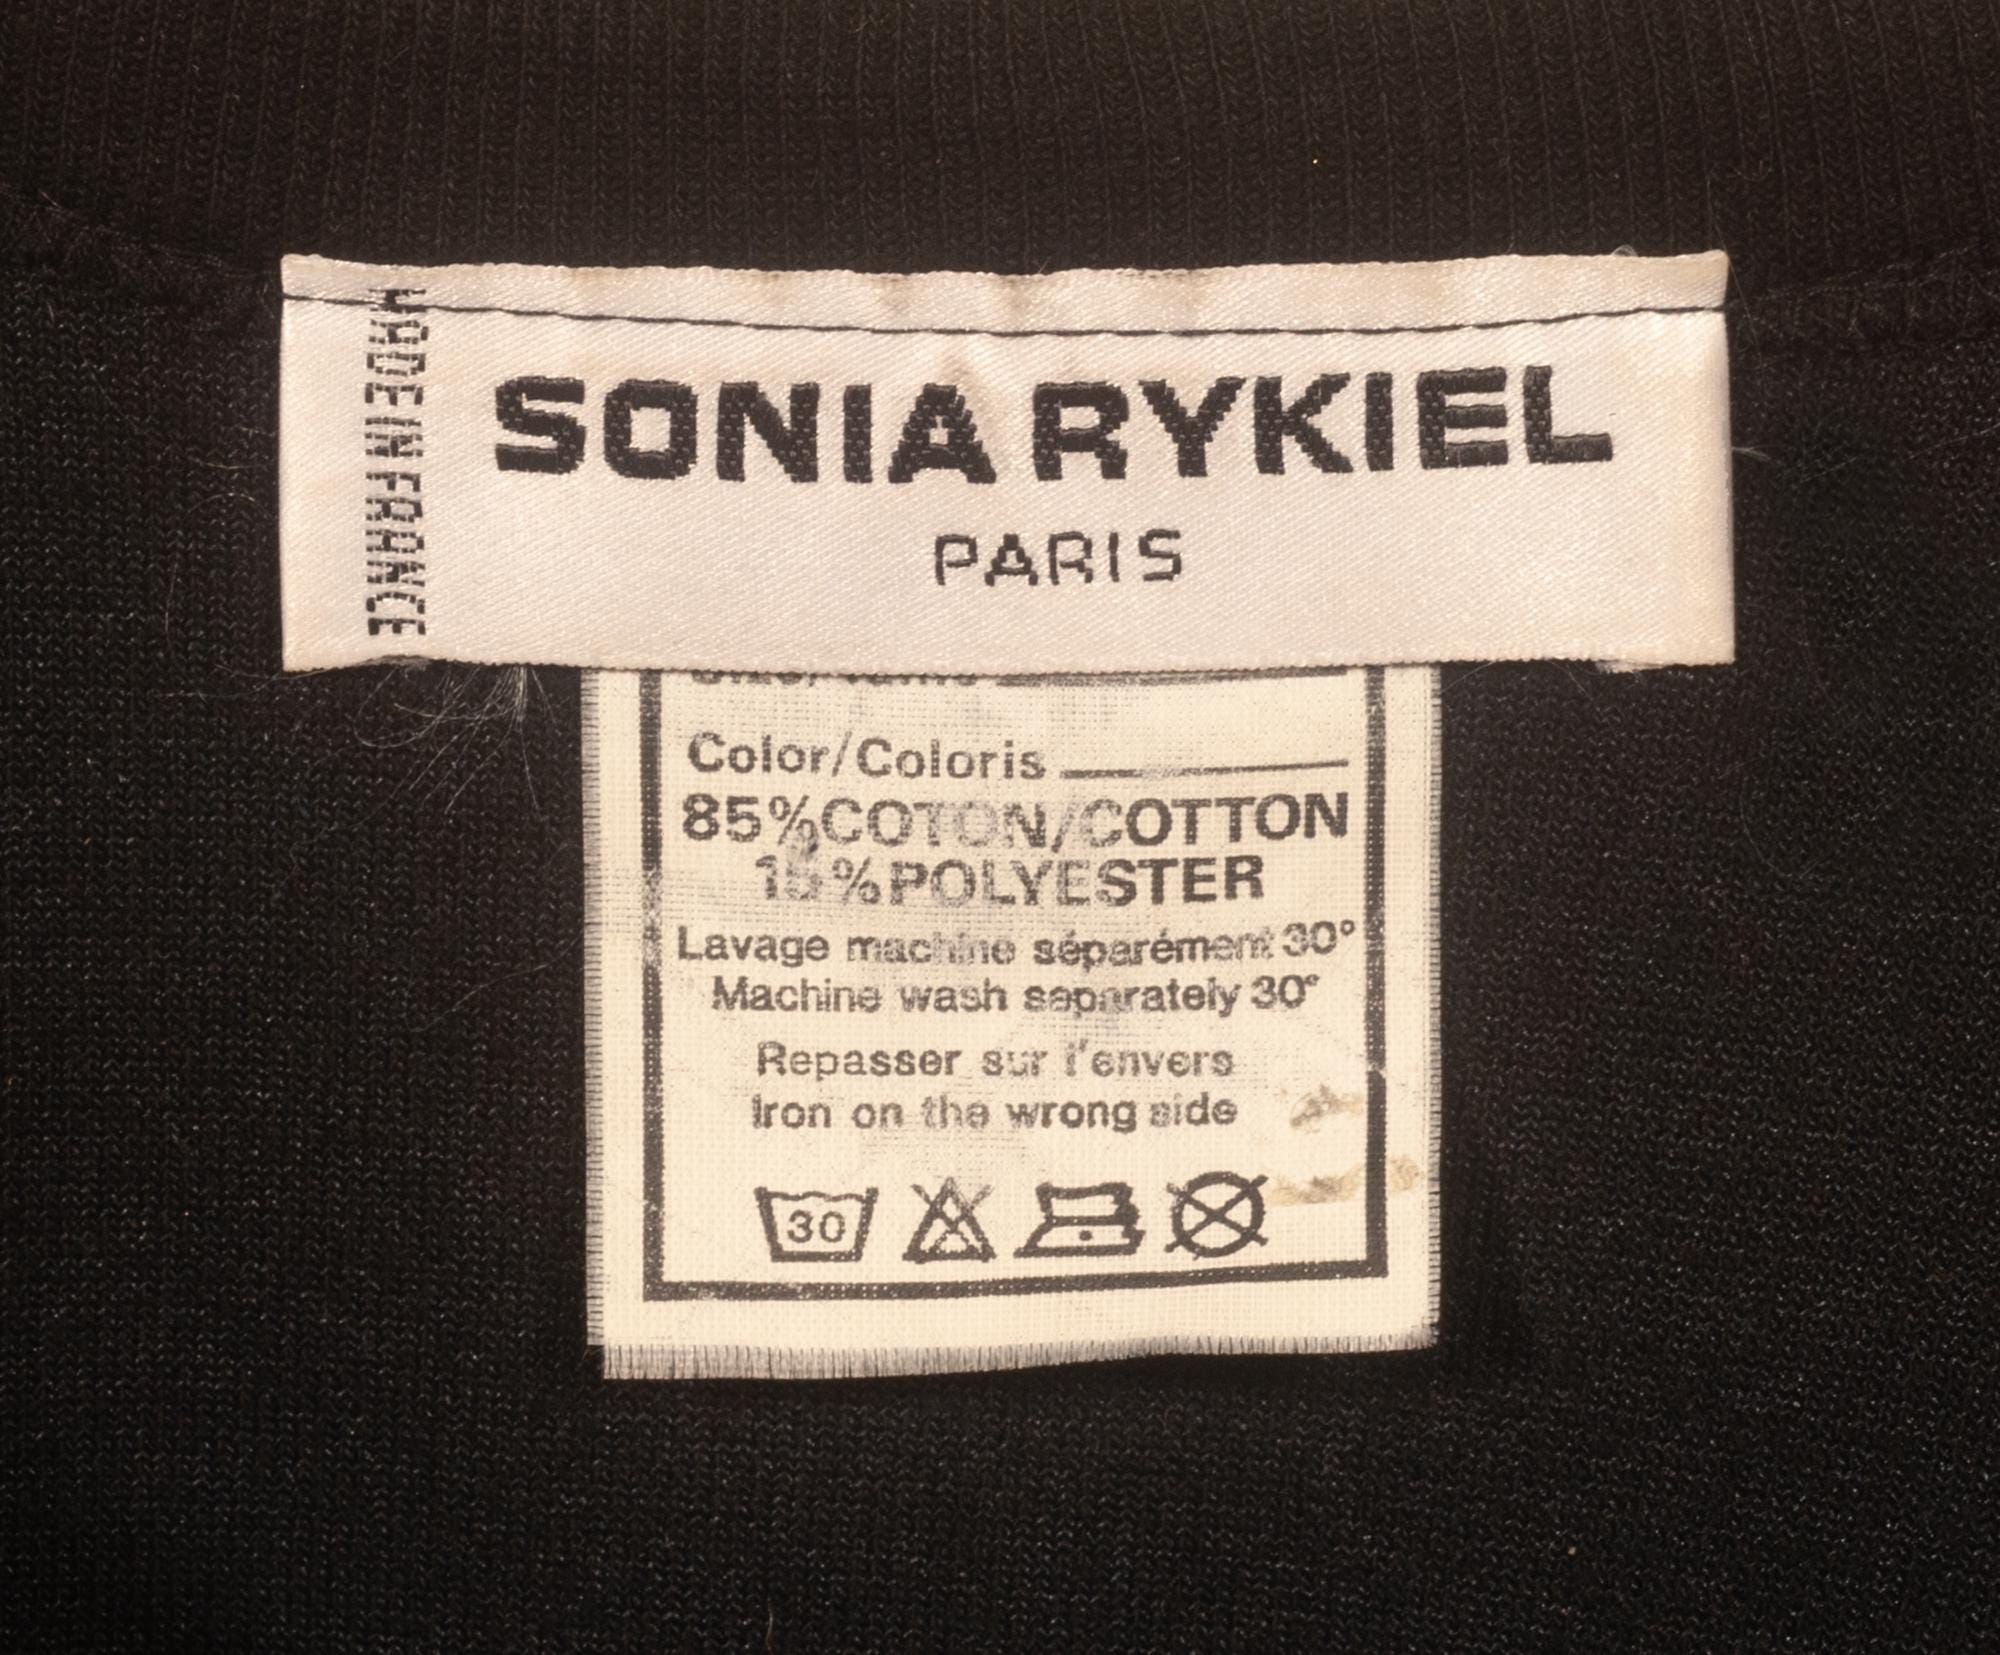 MADE IN FRANCE
SONIA RYKIEL
PARIS
Color/Coloris
85%COTON/COTTON
15%POLYESTER
Lavage machine séparément 30°
Machine wash separately 30°
Repasser sur l'envers
Iron on the wrong side
30